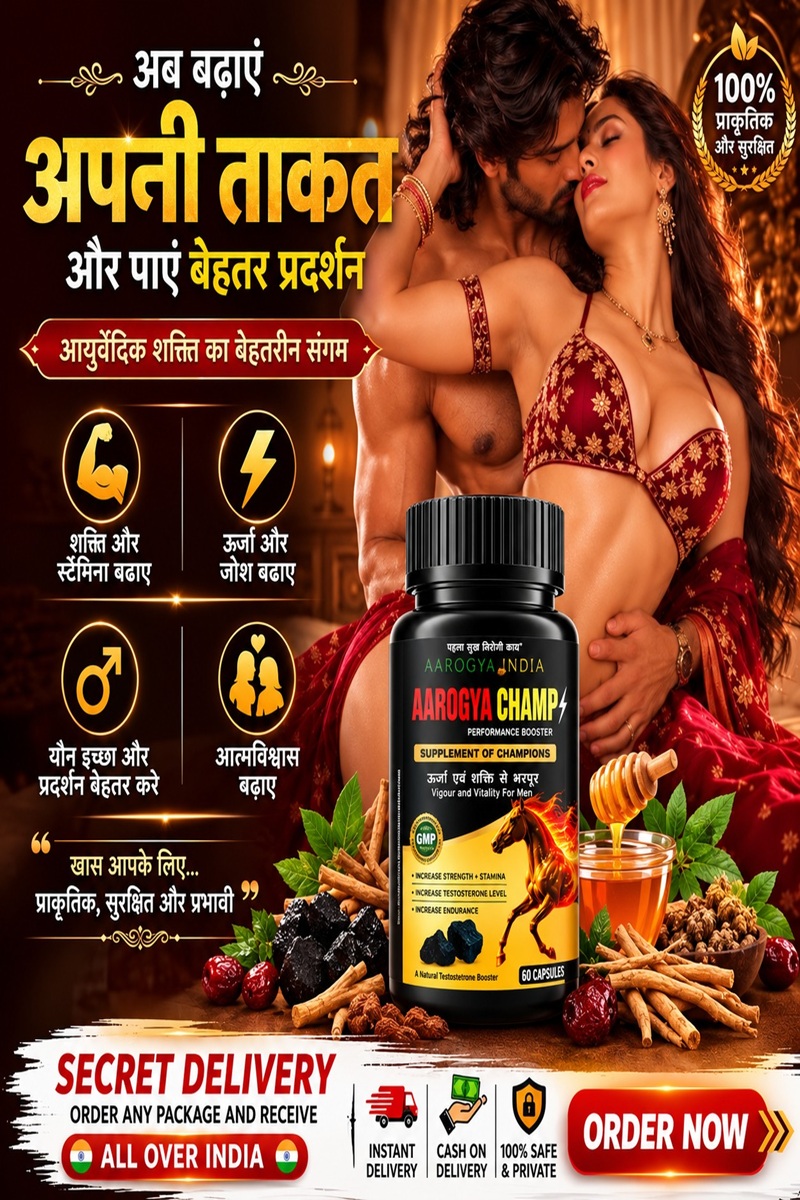 अब बढ़ाएं
अपनी ताकत
और पाएं बेहतर प्रदर्शन
आयुर्वेदिक शक्ति का बेहतरीन संगम
100%
प्राकृतिक
और सुरक्षित
शक्ति और
र्स्टेमिना बढाए
ऊर्जा और
जोश बढाए
यौन इच्छा और
प्रदर्शन बेहतर करे
आत्मविश्वास
बढ़ाए
“ खास आपके लिए...
प्राकृतिक, सुरक्षित और प्रभावी ”
पहला सुख निरोगी काय"
AAROGYA INDIA
AAROGYA CHAMP
PERFORMANCE BOOSTER
SUPPLEMENT OF CHAMPIONS
ऊर्जा एवं शक्ति से भरपूर
Vigour and Vitality For Men
GMP
• INCREASE STRENGTH + STAMINA
• INCREASE TESTOSTERONE LEVEL
• INCREASE ENDURANCE
A Natural Testostetrone Booster
60 CAPSULES
SECRET DELIVERY
ORDER ANY PACKAGE AND RECEIVE
ALL OVER INDIA
INSTANT
DELIVERY
CASH ON
DELIVERY
100% SAFE
& PRIVATE
ORDER NOW